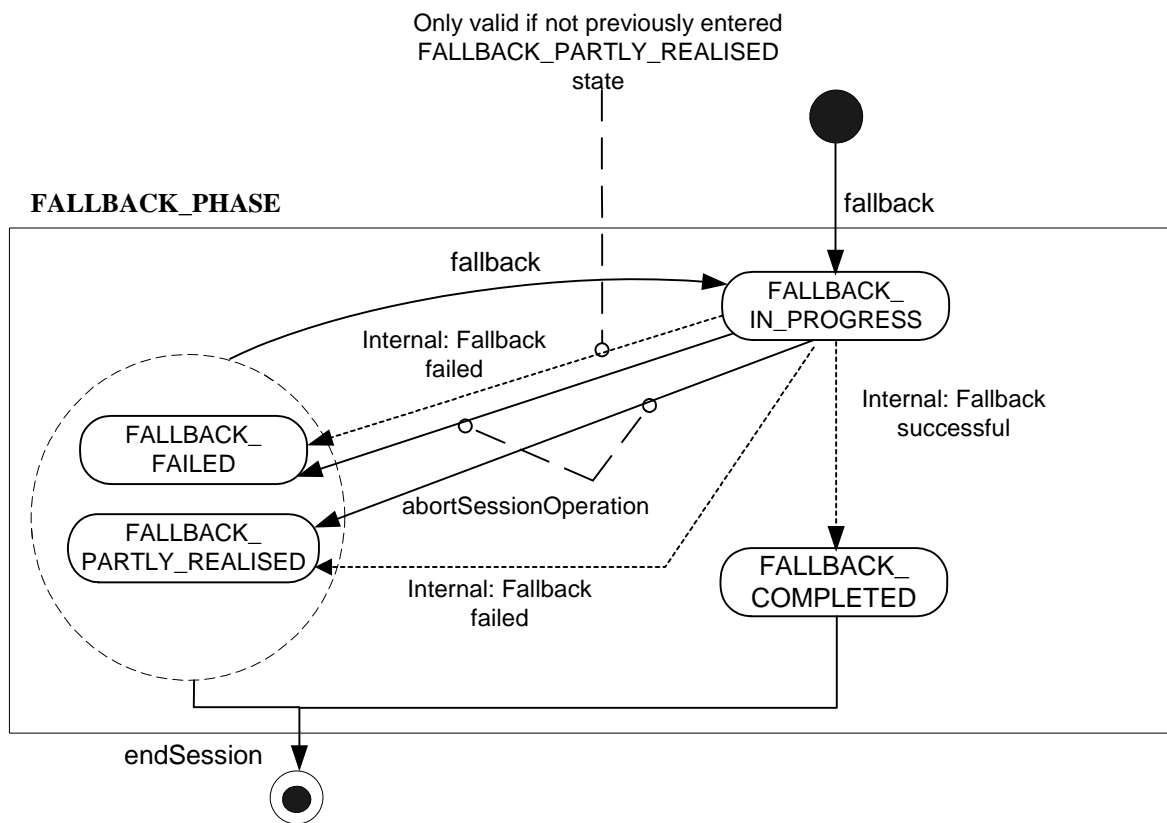 Only valid if not previously entered
FALLBACK_PARTLY_REALISED
state
fallback
FALLBACK_PHASE
fallback
FALLBACK_
IN_PROGRESS
Internal: Fallback
failed
Internal: Fallback
successful
FALLBACK_
FAILED
abortSessionOperation
FALLBACK_
PARTLY_REALISED
Internal: Fallback
failed
FALLBACK_
COMPLETED
endSession